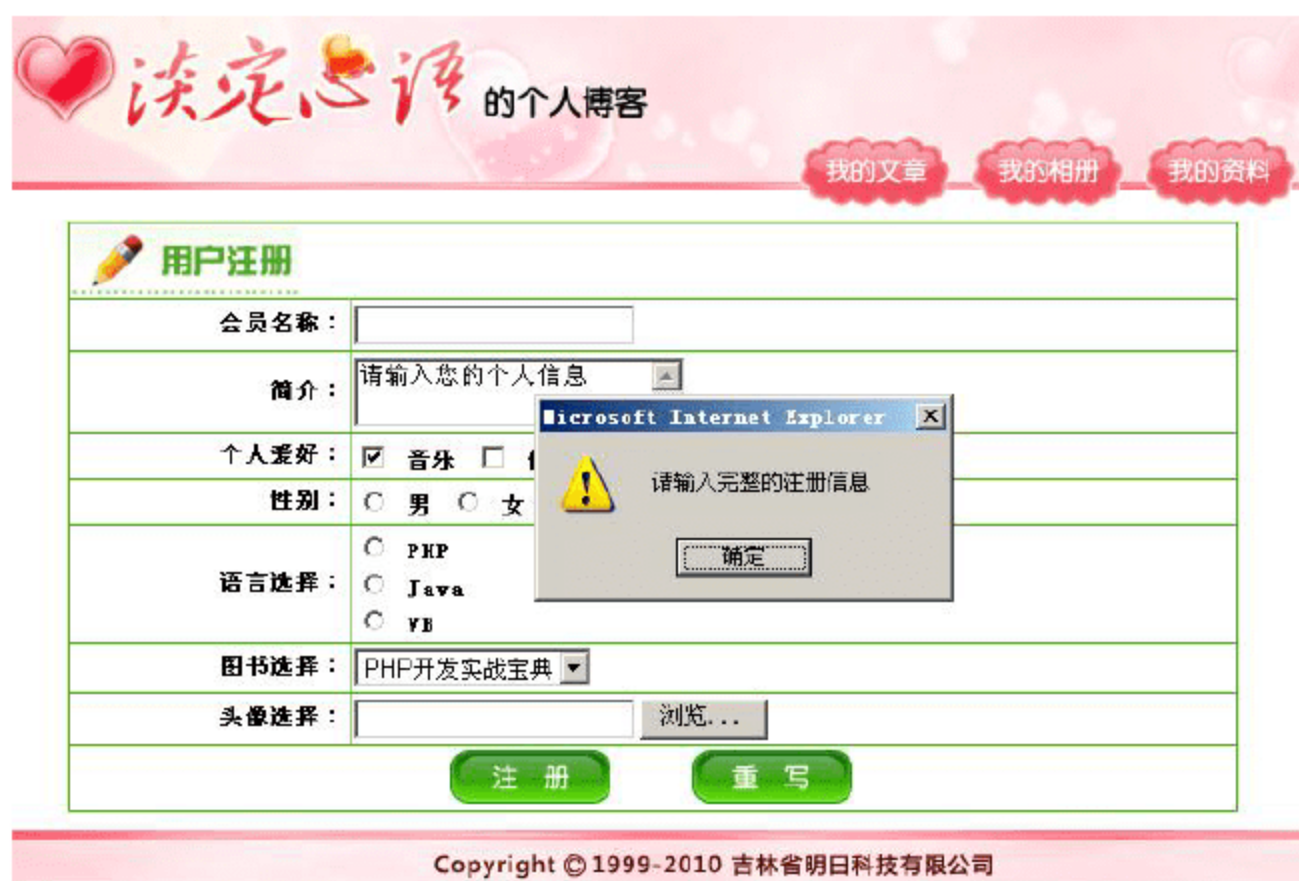 淡定心语 的个人博客
我的文章 我的相册 我的资料
用户注册
会员名称：
简介： 请输入您的个人信息
Microsoft Internet Explorer
请输入完整的注册信息
确定
个人爱好： 音乐
性别： 男 女
语言选择： PHP
Java
VB
图书选择： PHP开发实战宝典
头像选择： 浏览...
注 册 重 写
Copyright © 1999-2010 吉林省明日科技有限公司